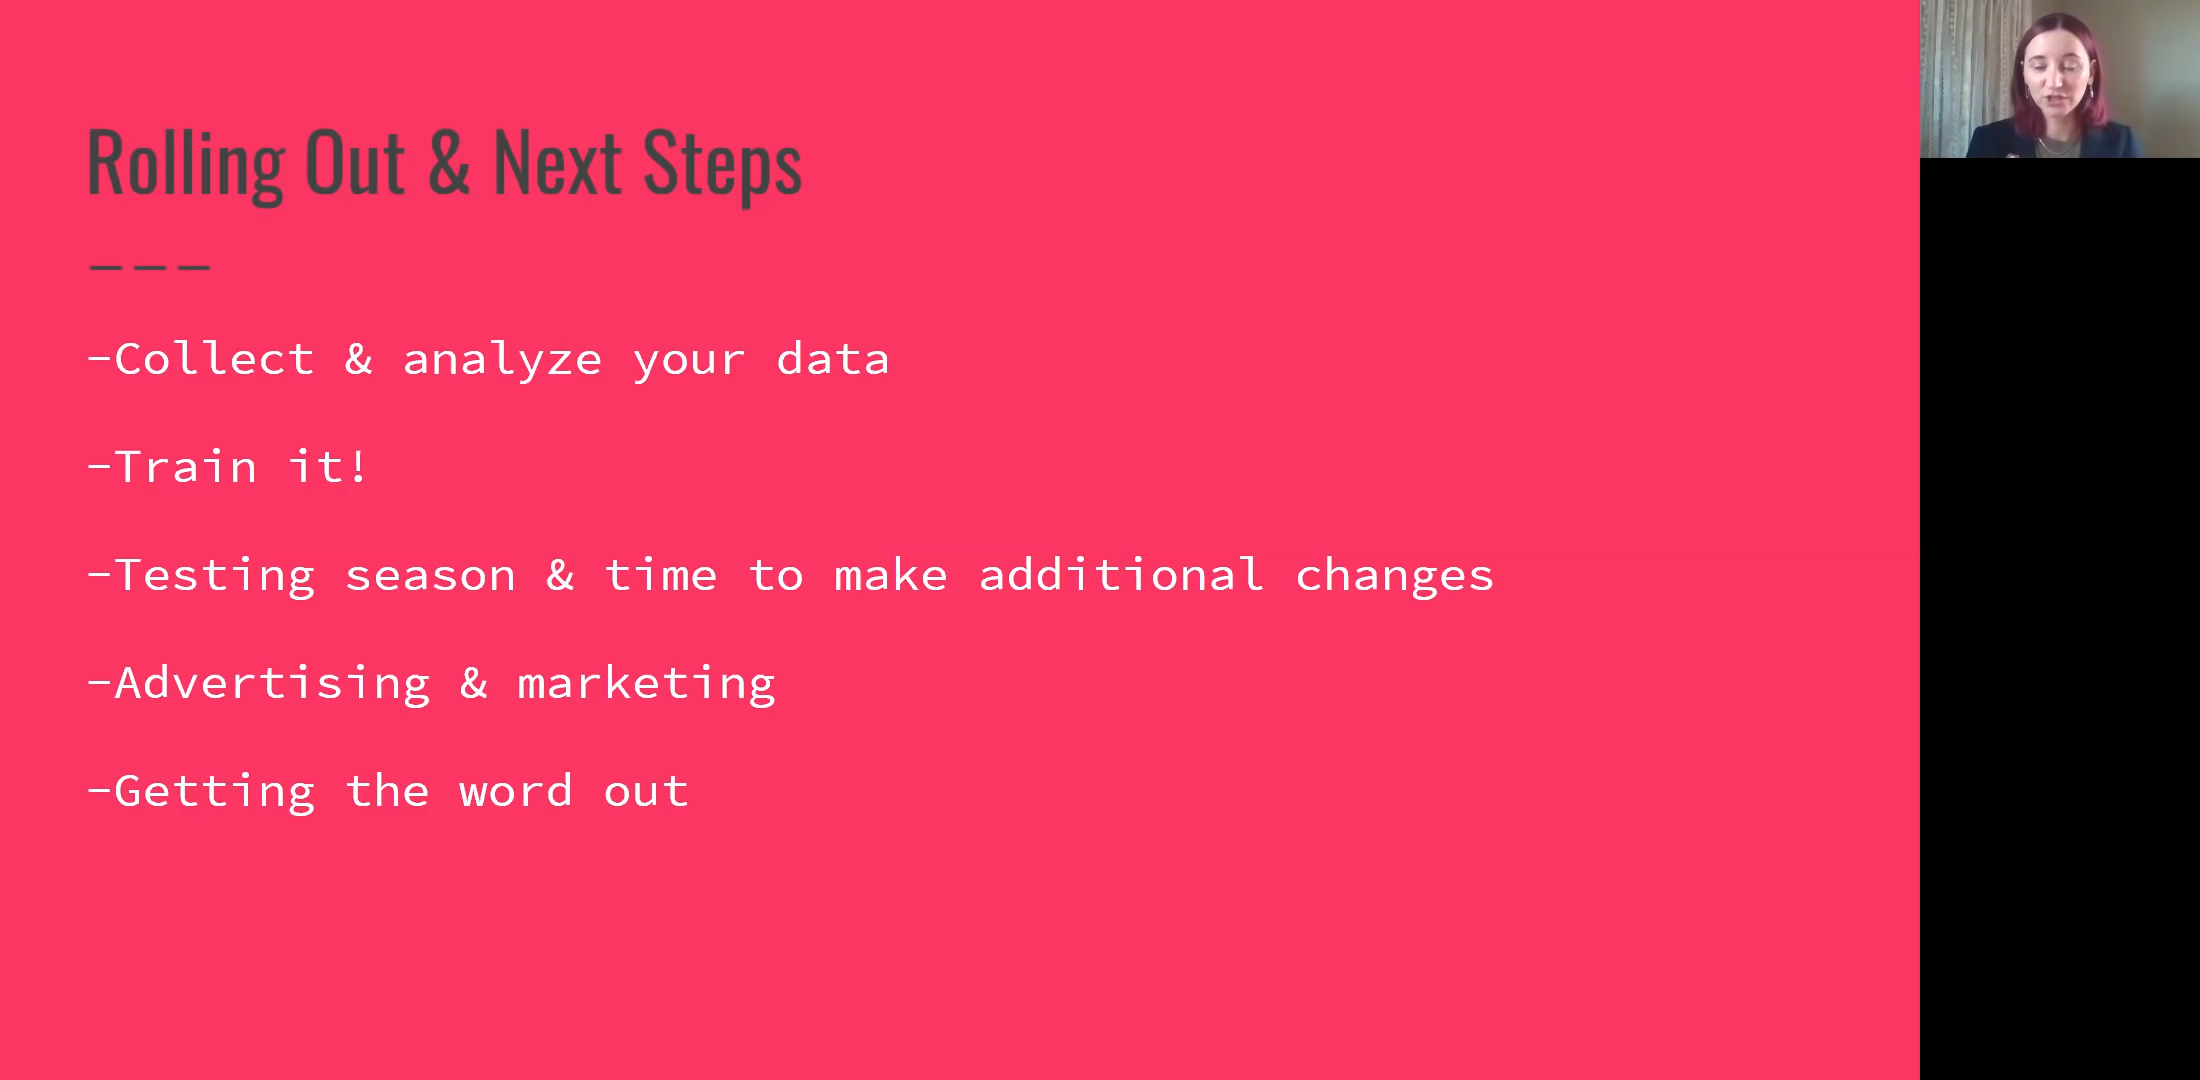 Rolling Out & Next Steps
---
-Collect & analyze your data
-Train it!
-Testing season & time to make additional changes
-Advertising & marketing
-Getting the word out